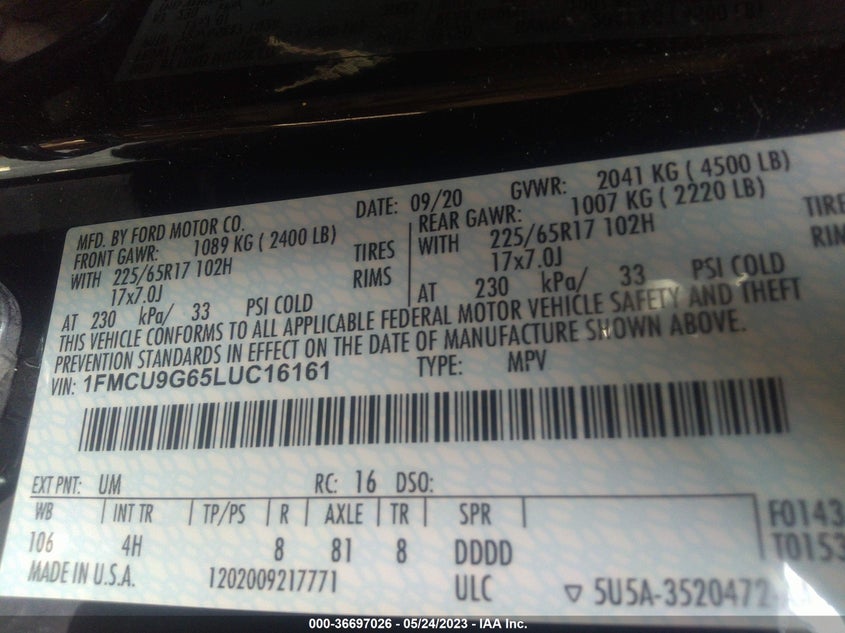 MFD. BY FORD MOTOR CO.
DATE: 09/20 GVWR: 2041 KG ( 4500 LB)
FRONT GAWR: 1089 KG ( 2400 LB)
WITH 225/65R17 102H TIRES
17x7.0J RIMS
AT 230 kPa/ 33 PSI COLD
REAR GAWR: 1007 KG ( 2220 LB)
WITH 225/65R17 102H TIRE
17x7.0J RIM
AT 230 kPa/ 33 PSI COLD
THIS VEHICLE CONFORMS TO ALL APPLICABLE FEDERAL MOTOR VEHICLE SAFETY AND THEFT
PREVENTION STANDARDS IN EFFECT ON THE DATE OF MANUFACTURE SHOWN ABOVE.
VIN: 1FMCU9G65LUC16161 TYPE: MPV
EXT PNT: UM RC: 16 DSO:
WB INT TR TP/PS R AXLE TR SPR
106 4H 8 81 8 DDDD
F0143
T0153
MADE IN U.S.A. 1202009217771 ULC ▽ 5U5A-3520472
000-36697026 - 05/24/2023 - IAA Inc.